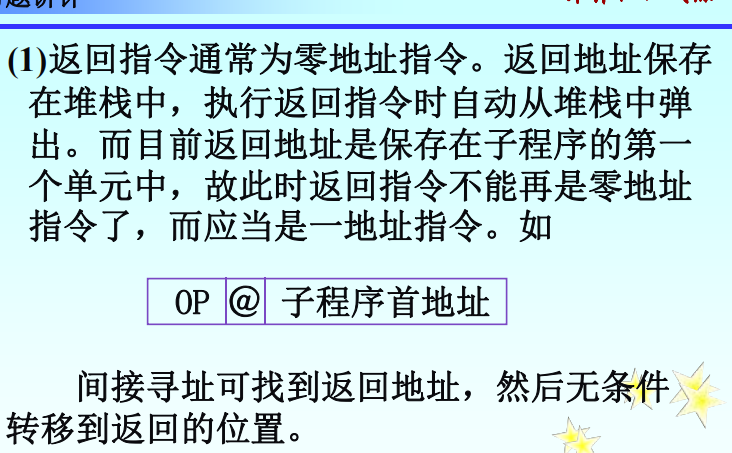 (1)返回指令通常为零地址指令。返回地址保存
在堆栈中，执行返回指令时自动从堆栈中弹
出。而目前返回地址是保存在子程序的第一
个单元中，故此时返回指令不能再是零地址
指令了，而应当是一地址指令。如
OP @ 子程序首地址
间接寻址可找到返回地址，然后无条件
转移到返回的位置。